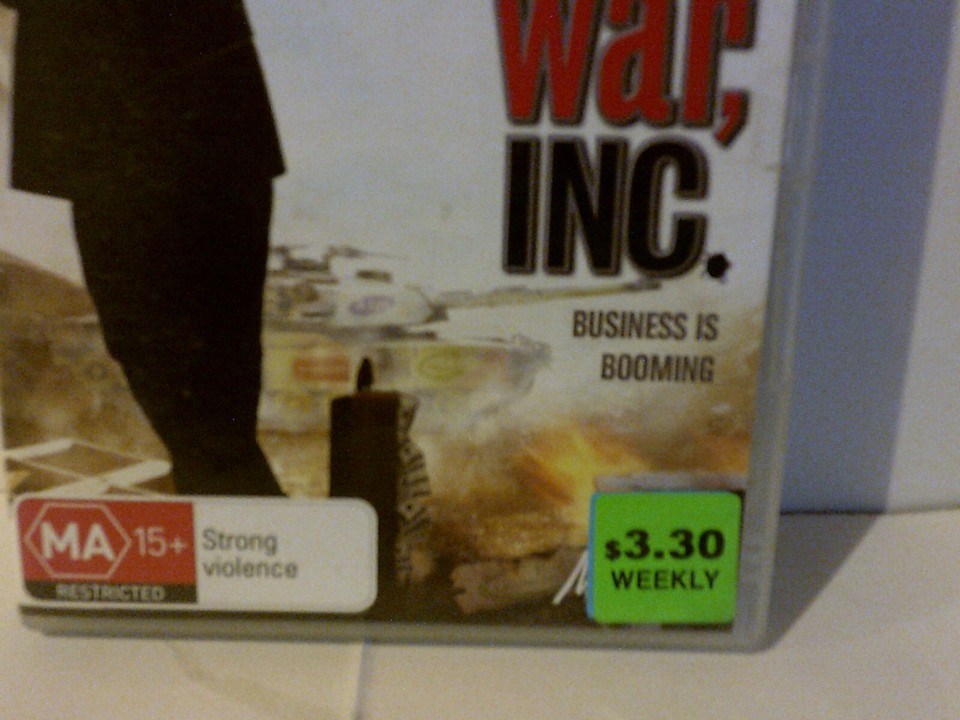 war,
INC.
BUSINESS IS
BOOMING
MA 15+
RESTRICTED
Strong
violence
$3.30
WEEKLY